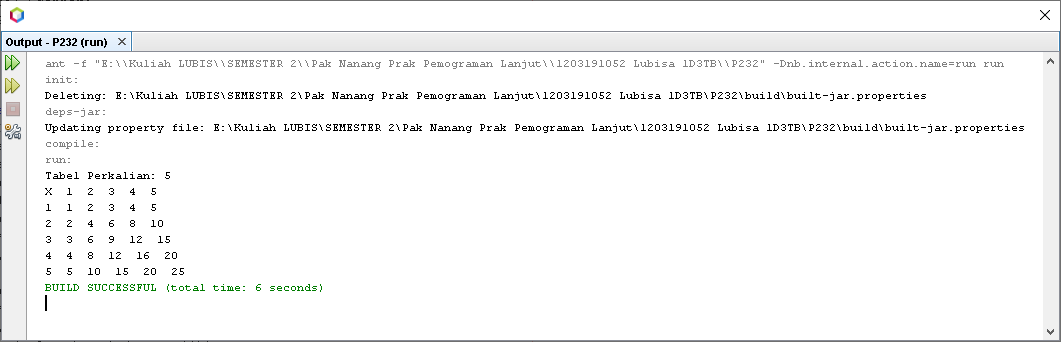 Output - P232 (run)
ant -f "E:\\Kuliah LUBIS\\SEMESTER 2\\Pak Nanang Prak Pemograman Lanjut\\1203191052 Lubisa 1D3TB\\P232" -Dnb.internal.action.name=run run
init:
Deleting: E:\Kuliah LUBIS\SEMESTER 2\Pak Nanang Prak Pemograman Lanjut\1203191052 Lubisa 1D3TB\P232\build\built-jar.properties
deps-jar:
Updating property file: E:\Kuliah LUBIS\SEMESTER 2\Pak Nanang Prak Pemograman Lanjut\1203191052 Lubisa 1D3TB\P232\build\built-jar.properties
compile:
run:
Tabel Perkalian: 5
X  1  2  3  4  5
1  1  2  3  4  5
2  2  4  6  8  10
3  3  6  9  12  15
4  4  8  12  16  20
5  5  10  15  20  25
BUILD SUCCESSFUL (total time: 6 seconds)